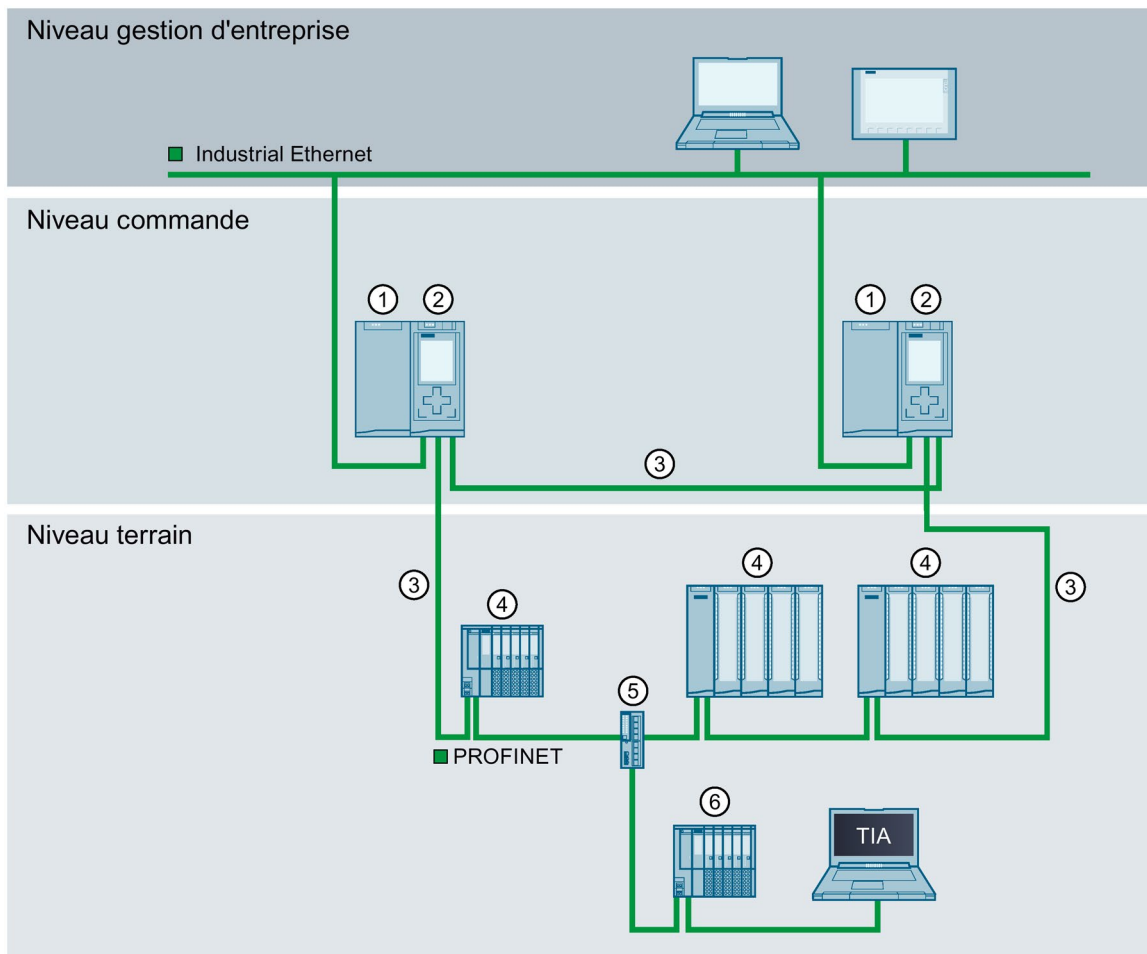 Niveau gestion d'entreprise
Industrial Ethernet
Niveau commande
1 2 1 2
3
Niveau terrain
3 4 4 4 3
5
PROFINET
6
TIA